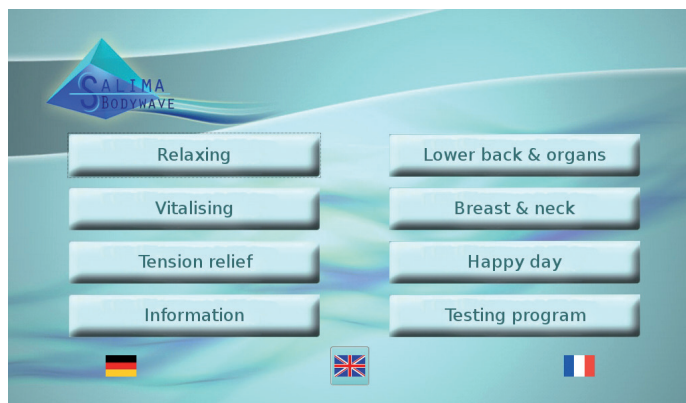 SALIMA
BODYWAVE
Relaxing
Lower back & organs
Vitalising
Breast & neck
Tension relief
Happy day
Information
Testing program